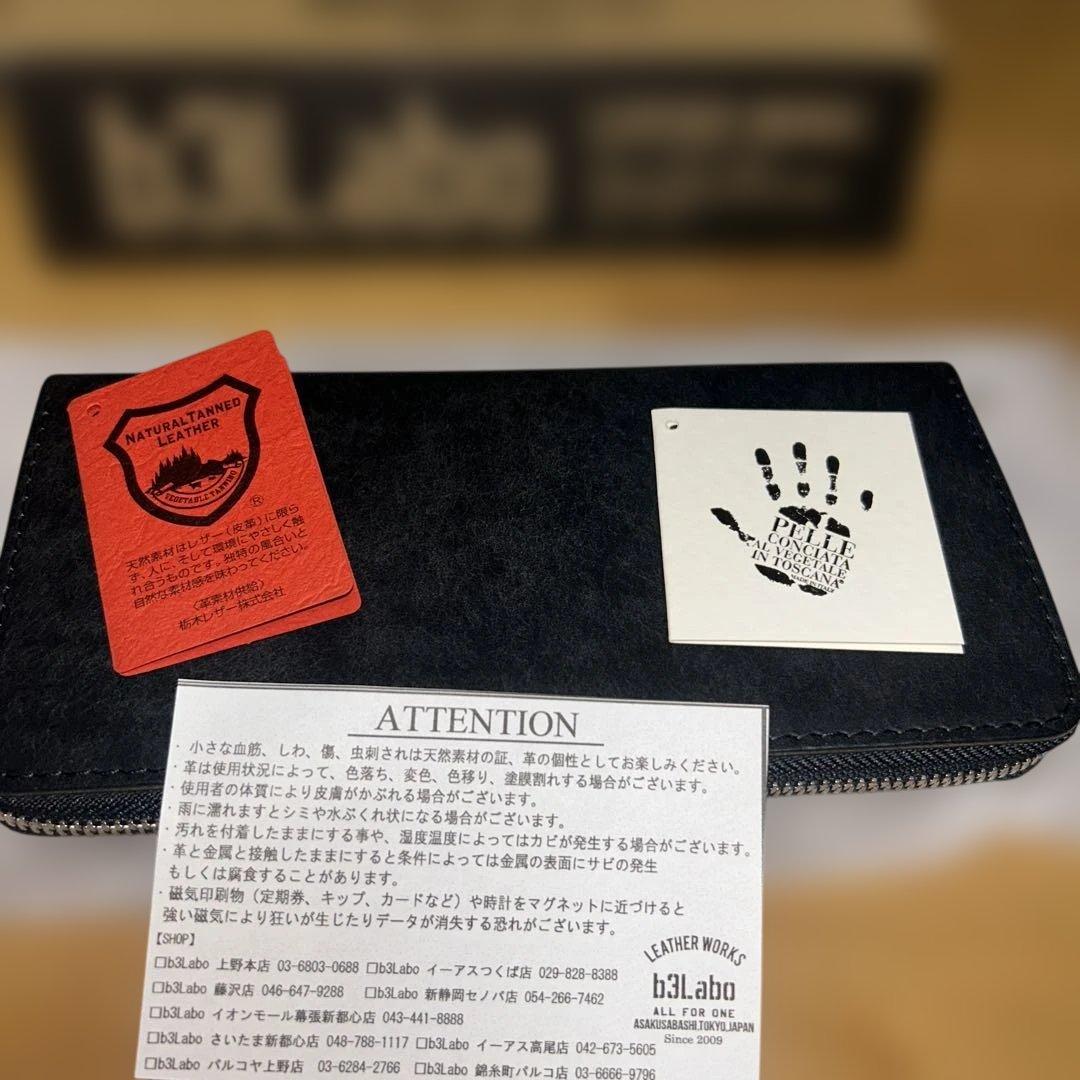 b3Labo
NATURAL TANNED
LEATHER
VEGETABLE TANNING
®
天然素材はレザー(皮革)に限ら
ず、人に、そして環境にやさしく触
れ合うものです。独特の風合いと
自然な素材感を味わってください。
〈革素材供給〉
栃木レザー株式会社
PELLE
CONCIATA
AL VEGETALE
IN TOSCANA
MADE IN ITALY
ATTENTION
・小さな血筋、しわ、傷、虫刺されは天然素材の証、革の個性としてお楽しみください。
・革は使用状況によって、色落ち、変色、色移り、塗膜割れする場合がございます。
・使用者の体質により皮膚がかぶれる場合がございます。
・雨に濡れますとシミや水ぶくれ状になる場合がございます。
・汚れを付着したままにする事や、湿度温度によってはカビが発生する場合がございます。
・革と金属と接触したままにすると条件によっては金属の表面にサビの発生
もしくは腐食することがあります。
・磁気印刷物（定期券、キップ、カードなど）や時計をマグネットに近づけると
強い磁気により狂いが生じたりデータが消失する恐れがございます。
【SHOP】
□b3Labo 上野本店 03-6803-0688 □b3Labo イーアスつくば店 029-828-8388
□b3Labo 藤沢店 046-647-9288 □b3Labo 新静岡セノバ店 054-266-7462
□b3Labo イオンモール幕張新都心店 043-441-8888
□b3Labo さいたま新都心店 048-788-1117 □b3Labo イーアス高尾店 042-673-5605
□b3Labo パルコヤ上野店 03-6284-2766 □b3Labo 錦糸町パルコ店 03-6666-9796
LEATHER WORKS
b3Labo
ALL FOR ONE
ASAKUSABASHI,TOKYO,JAPAN
Since 2009